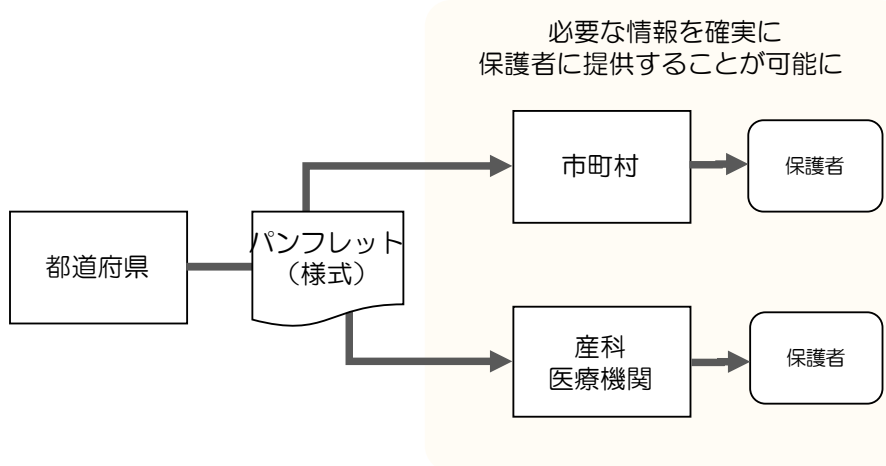 必要な情報を確実に
保護者に提供することが可能に
市町村
保護者
都道府県
パンフレット
（様式）
産科
医療機関
保護者